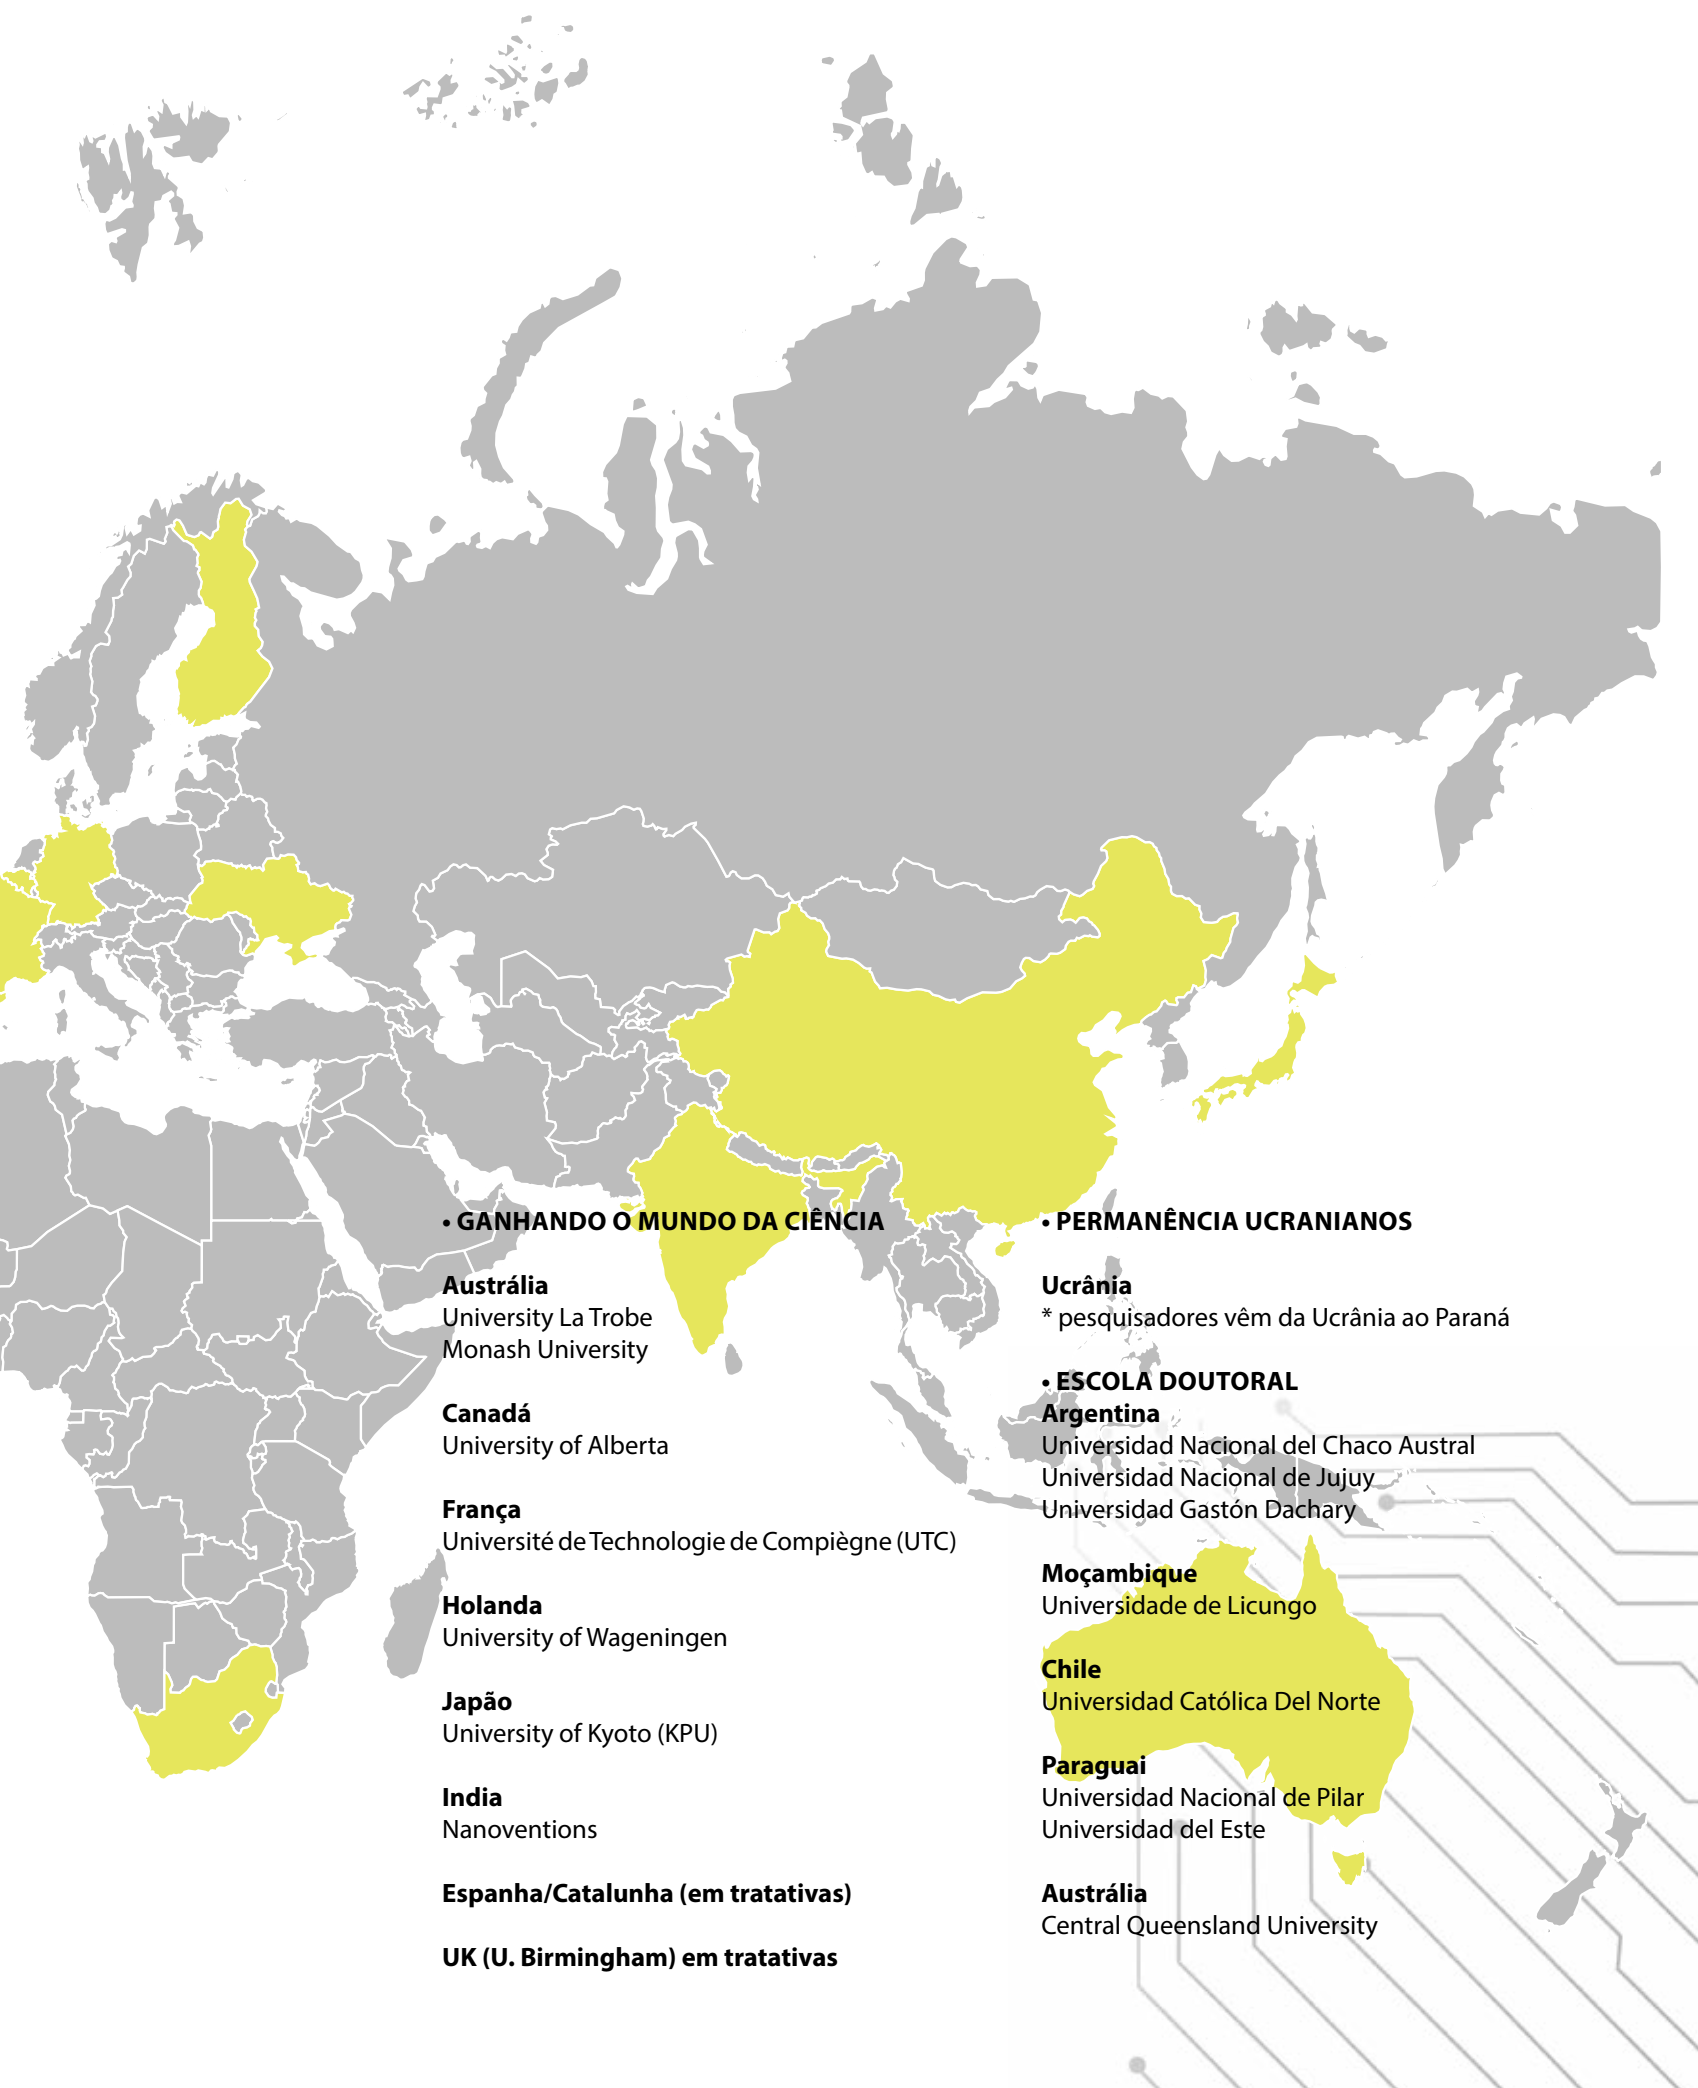 • GANHANDO O MUNDO DA CIÊNCIA
Austrália
University La Trobe
Monash University
Canadá
University of Alberta
França
Université de Technologie de Compiègne (UTC)
Holanda
University of Wageningen
Japão
University of Kyoto (KPU)
India
Nanoventions
Espanha/Catalunha (em tratativas)
UK (U. Birmingham) em tratativas
• PERMANÊNCIA UCRANIANOS
Ucrânia
* pesquisadores vêm da Ucrânia ao Paraná
• ESCOLA DOUTORAL
Argentina
Universidad Nacional del Chaco Austral
Universidad Nacional de Jujuy
Universidad Gastón Dachary
Moçambique
Universidade de Licungo
Chile
Universidad Católica Del Norte
Paraguai
Universidad Nacional de Pilar
Universidad del Este
Austrália
Central Queensland University